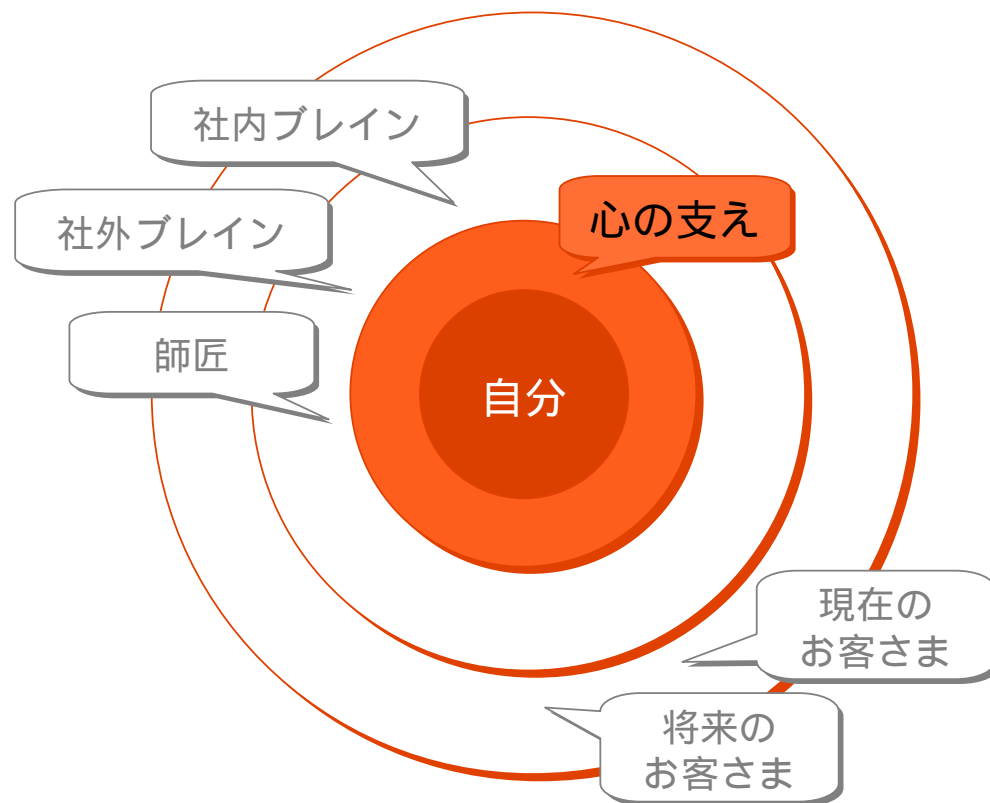 社内ブレイン
心の支え
社外ブレイン
師匠
自分
現在の
お客さま
将来の
お客さま